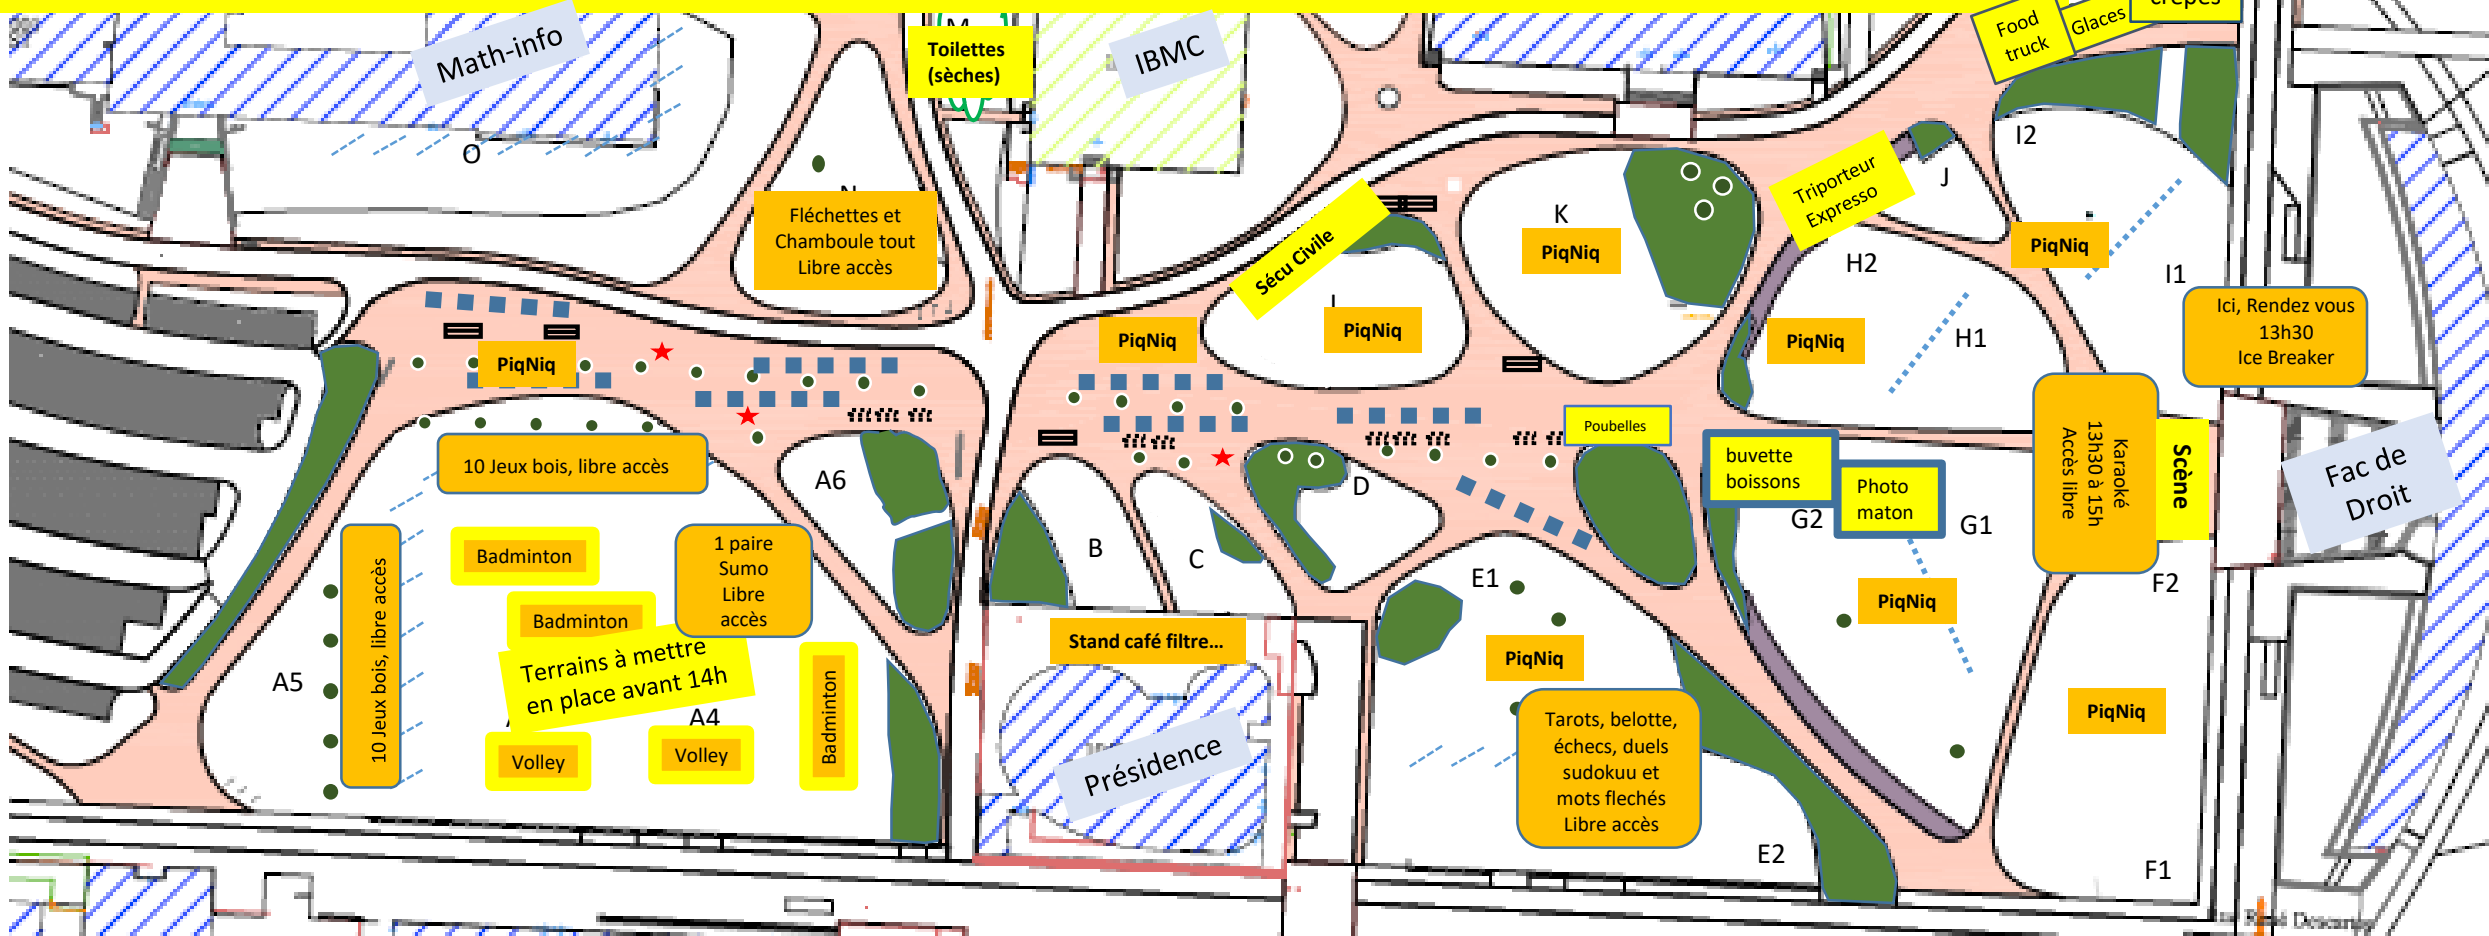 crêpes
Food
truck
Glaces
Math-info
Toilettes
(sèches)
IBMC
O
I2
J
Triporteur
Expresso
K
PiqNiq
Fléchettes et
Chamboule tout
Libre accès
Sécu Civile
PiqNiq
H2
I1
PiqNiq
PiqNiq
PiqNiq
H1
Ici, Rendez vous
13h30
Ice Breaker
PiqNiq
10 Jeux bois, libre accès
A6
Poubelles
buvette
boissons
Photo
maton
G2
G1
Karaoké
13h30 à 15h
Accès libre
Scène
Fac de
Droit
D
B
C
E1
F2
10 Jeux bois, libre accès
Badminton
Badminton
1 paire
Sumo
Libre
accès
Terrains à mettre
en place avant 14h
A5
A4
Volley
Volley
Badminton
Stand café filtre...
Présidence
PiqNiq
PiqNiq
PiqNiq
Tarots, belotte,
échecs, duels
sudokuu et
mots flechés
Libre accès
E2
F1
René Descartes